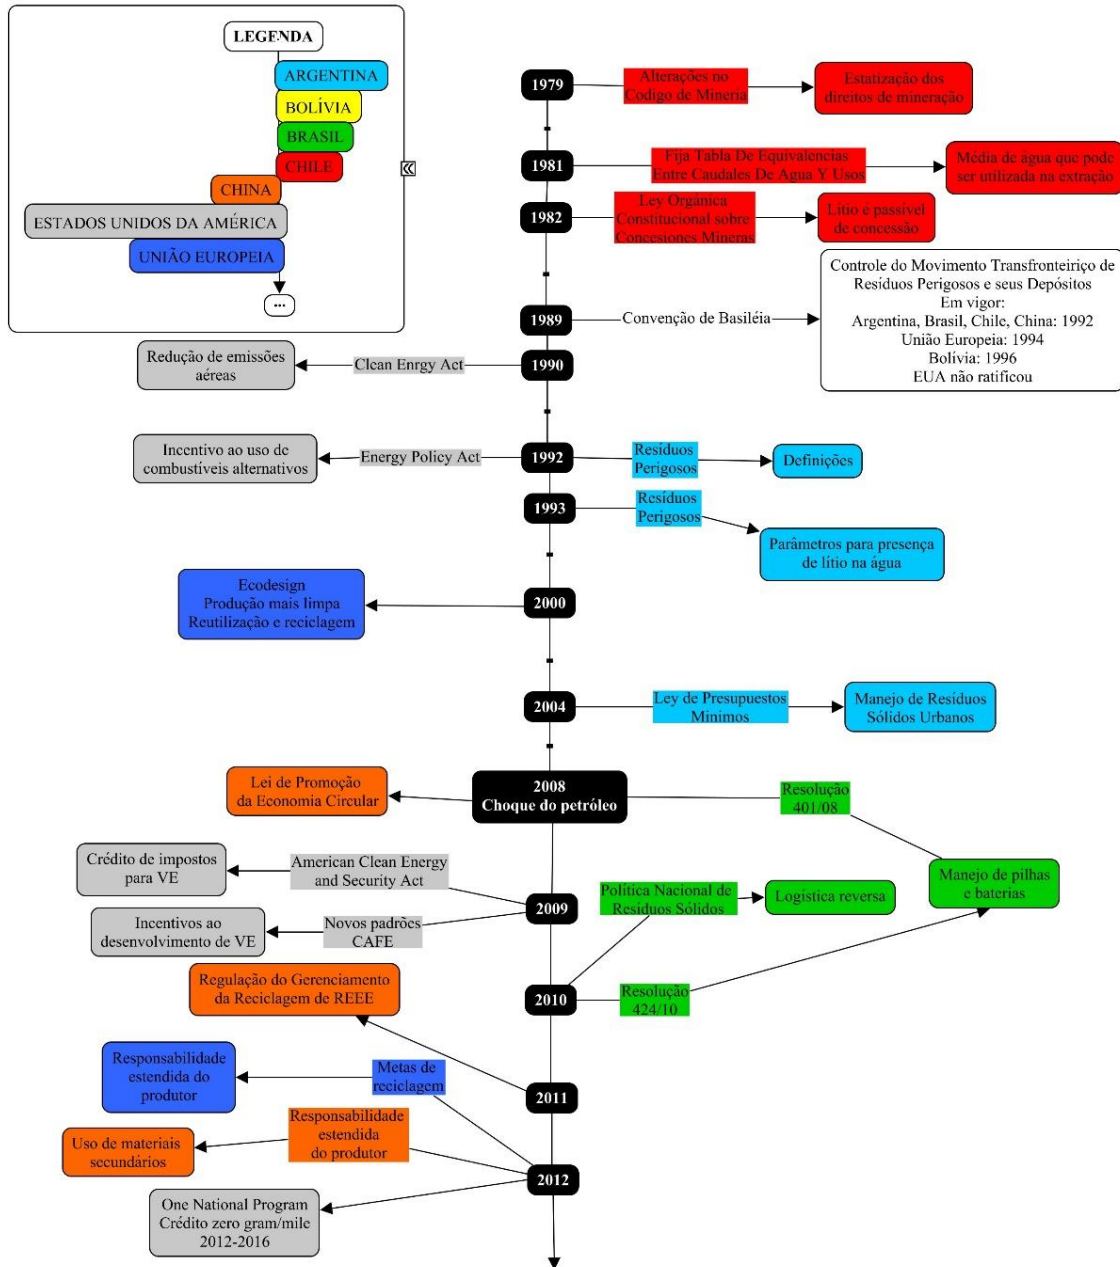 LEGENDA
ARGENTINA
BOLÍVIA
BRASIL
CHILE
CHINA
ESTADOS UNIDOS DA AMÉRICA
UNIÃO EUROPEIA
...
1979
Alterações no
Codigo de Mineria
Estatização dos
direitos de mineração
1981
Fija Tabla De Equivalencias
Entre Caudales De Agua Y Usos
Média de água que pode
ser utilizada na extração
1982
Ley Orgánica
Constitucional sobre
Concesiones Mineras
Lítio é passível
de concessão
1989
Convenção de Basiléia
Controle do Movimento Transfronteiriço de
Resíduos Perigosos e seus Depósitos
Em vigor:
Argentina, Brasil, Chile, China: 1992
União Europeia: 1994
Bolívia: 1996
EUA não ratificou
1990
Clean Enrgy Act
Redução de emissões
aéreas
1992
Energy Policy Act
Incentivo ao uso de
combustíveis alternativos
Resíduos
Perigosos
Definições
1993
Resíduos
Perigosos
Parâmetros para presença
de lítio na água
2000
Ecodesign
Produção mais limpa
Reutilização e reciclagem
2004
Ley de Presupuestos
Minimos
Manejo de Resíduos
Sólidos Urbanos
2008
Choque do petróleo
Lei de Promoção
da Economia Circular
Resolução
401/08
Manejo de pilhas
e baterias
2009
American Clean Energy
and Security Act
Crédito de impostos
para VE
Novos padrões
CAFE
Incentivos ao
desenvolvimento de VE
2010
Política Nacional de
Resíduos Sólidos
Logística reversa
Resolução
424/10
2011
Regulação do Gerenciamento
da Reciclagem de REEE
2012
Metas de
reciclagem
Responsabilidade
estendida do
produtor
Responsabilidade
estendida
do produtor
Uso de materiais
secundários
One National Program
Crédito zero gram/mile
2012-2016